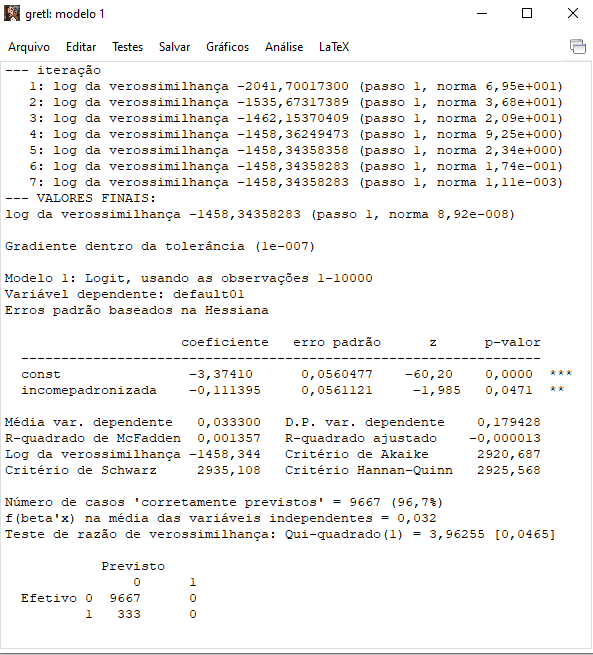 gretl: modelo 1
Arquivo Editar Testes Salvar Gráficos Análise LaTeX
--- iteração
1: log da verossimilhança -2041,70017300 (passo 1, norma 6,95e+001)
2: log da verossimilhança -1535,67317389 (passo 1, norma 3,68e+001)
3: log da verossimilhança -1462,15370409 (passo 1, norma 2,09e+001)
4: log da verossimilhança -1458,36249473 (passo 1, norma 9,25e+000)
5: log da verossimilhança -1458,34358358 (passo 1, norma 2,34e+000)
6: log da verossimilhança -1458,34358283 (passo 1, norma 1,74e-001)
7: log da verossimilhança -1458,34358283 (passo 1, norma 1,11e-003)
--- VALORES FINAIS:
log da verossimilhança -1458,34358283 (passo 1, norma 8,92e-008)
Gradiente dentro da tolerância (1e-007)
Modelo 1: Logit, usando as observações 1-10000
Variável dependente: default01
Erros padrão baseados na Hessiana
coeficiente erro padrão z p-valor
-----------------------------------------------------------------
const -3,37410 0,0560477 -60,20 0,0000 ***
incomepadronizada -0,111395 0,0561121 -1,985 0,0471 **
Média var. dependente 0,033300 D.P. var. dependente 0,179428
R-quadrado de McFadden 0,001357 R-quadrado ajustado -0,000013
Log da verossimilhança -1458,344 Critério de Akaike 2920,687
Critério de Schwarz 2935,108 Critério Hannan-Quinn 2925,568
Número de casos 'corretamente previstos' = 9667 (96,7%)
f(beta'x) na média das variáveis independentes = 0,032
Teste de razão de verossimilhança: Qui-quadrado(1) = 3,96255 [0,0465]
Previsto
0 1
Efetivo 0 9667 0
1 333 0